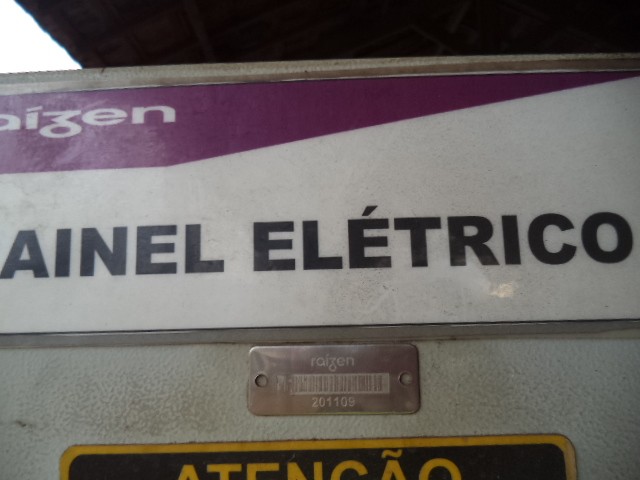 raízen
AINEL ELÉTRICO
raízen
201109
ATENÇÃO